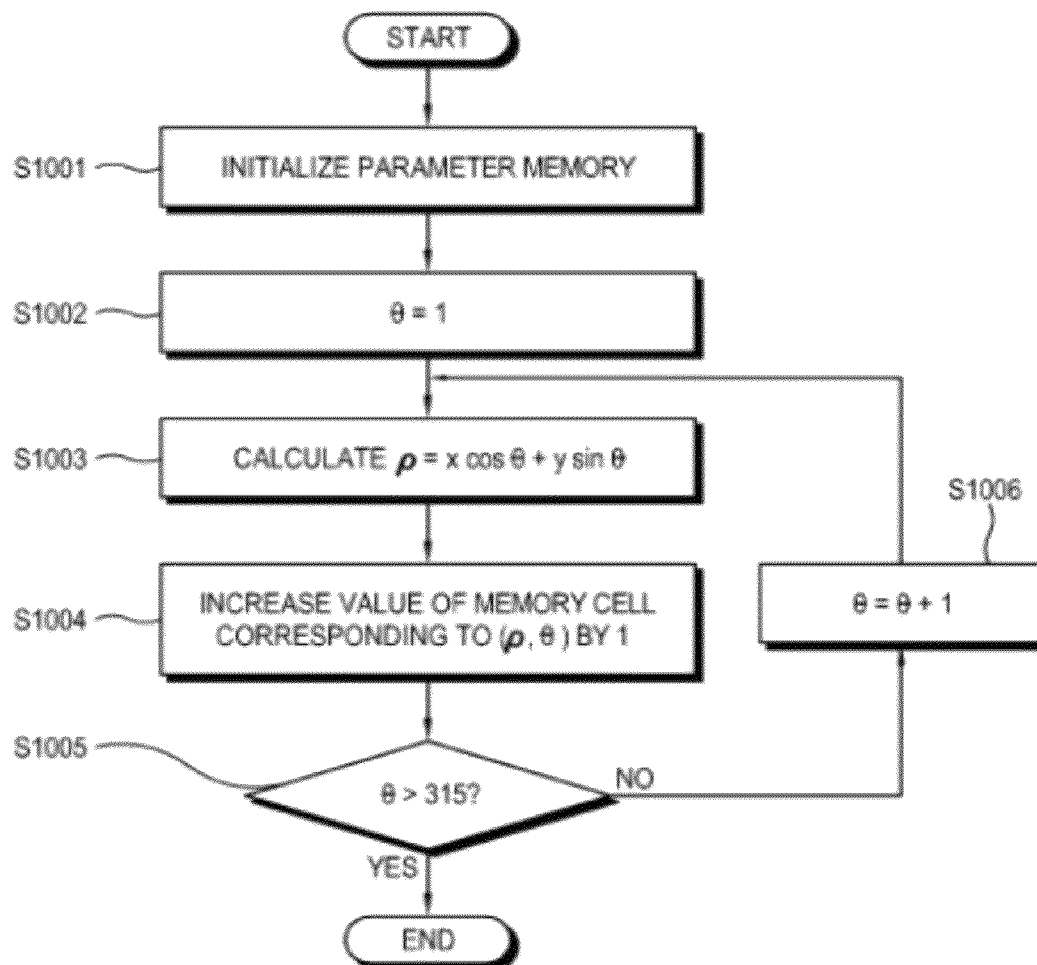 START
S1001
INITIALIZE PARAMETER MEMORY
S1002
θ = 1
S1003
CALCULATE ρ = x cos θ + y sin θ
S1006
θ = θ + 1
S1004
INCREASE VALUE OF MEMORY CELL
CORRESPONDING TO (ρ, θ) BY 1
S1005
θ > 315?
NO
YES
END